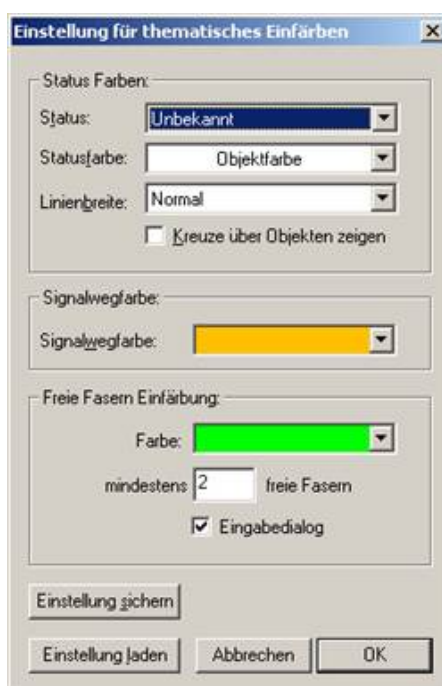 Einstellung für thematisches Einfärben
Status Farben:
Status: Unbekannt
Statusfarbe: Objektfarbe
Linienbreite: Normal
Kreuze über Objekten zeigen
Signalwegfarbe:
Signalwegfarbe:
Freie Fasern Einfärbung:
Farbe:
mindestens 2 freie Fasern
Eingabedialog
Einstellung sichern
Einstellung laden Abbrechen OK